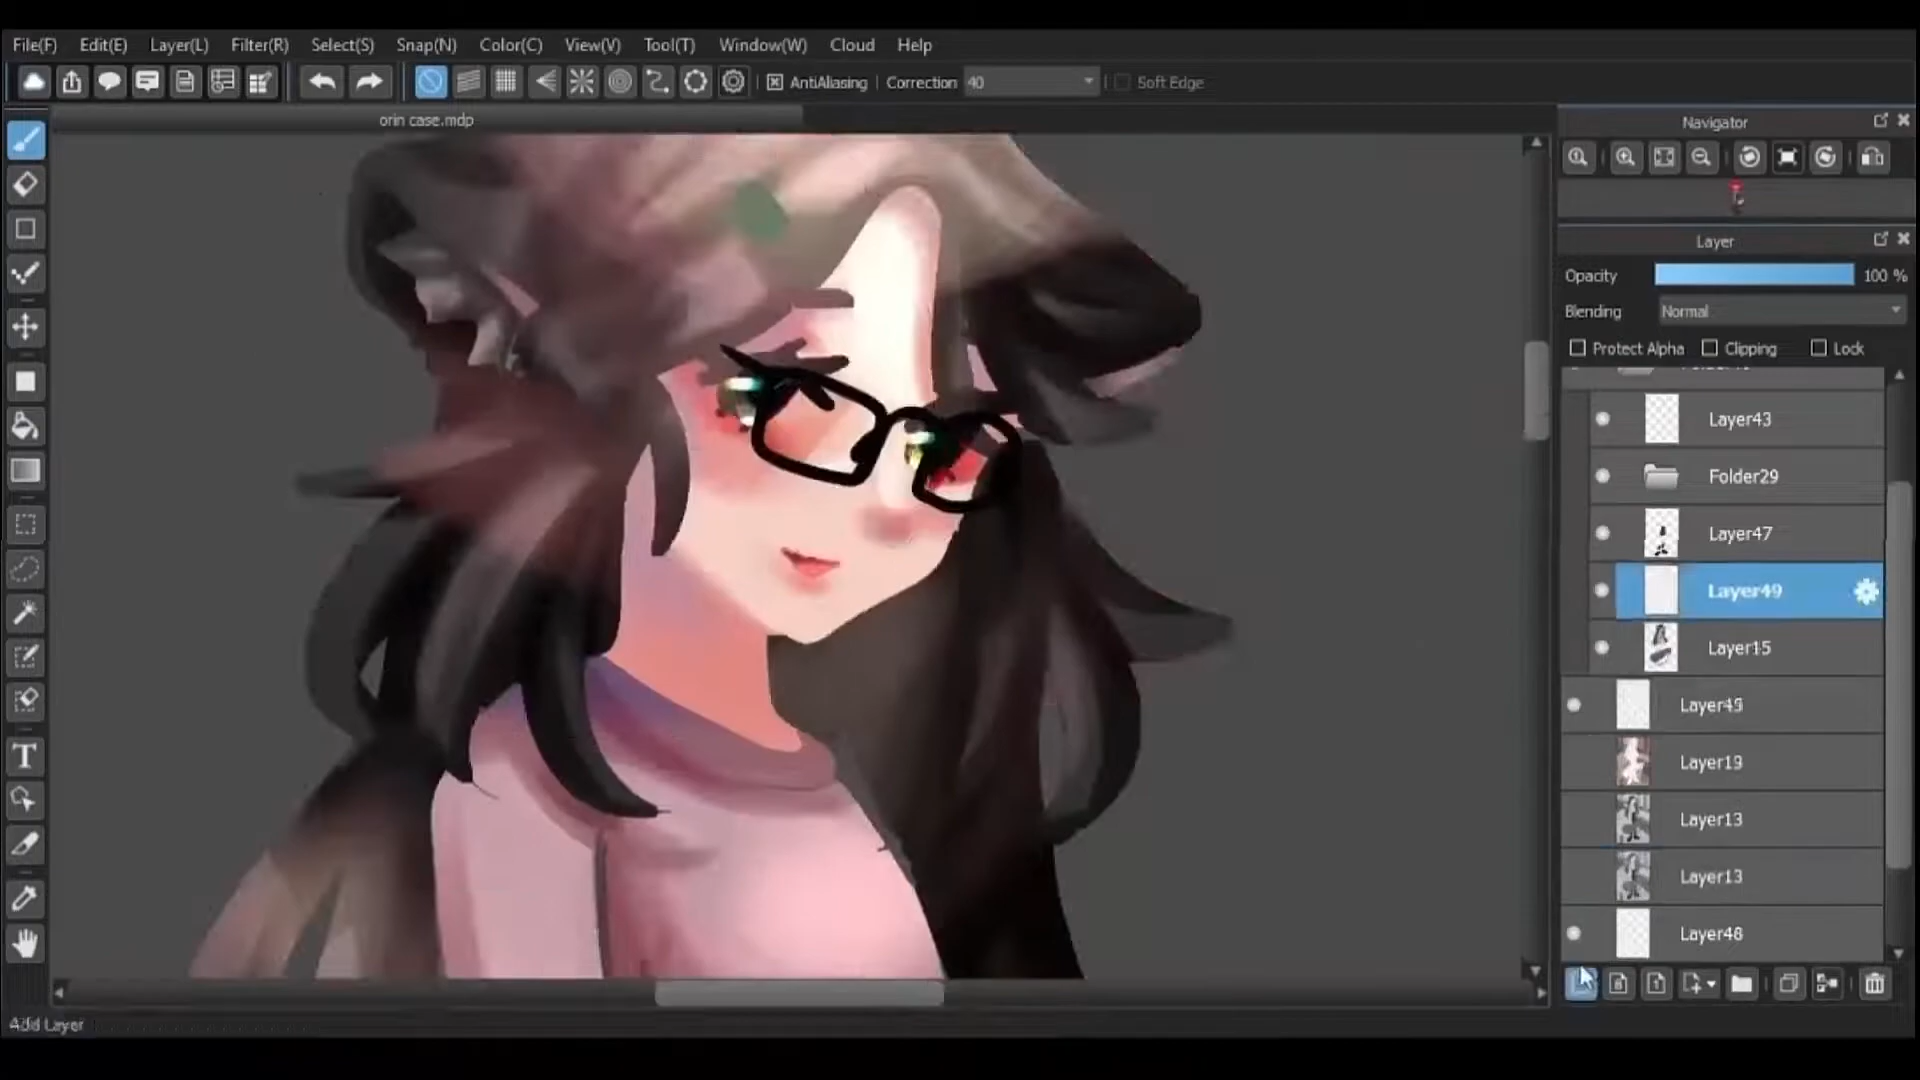 File(F) Edit(E) Layer(L) Filter(R) Select(S) Snap(N) Color(C) View(V) Tool(T) Window(W) Cloud Help
AntiAliasing Correction 40 Soft Edge
orin case.mdp
Navigator
Layer
Opacity 100 %
Blending Normal
Protect Alpha Clipping Lock
Layer43
Folder29
Layer47
Layer49
Layer15
Layer45
Layer19
Layer13
Layer13
Layer48
Add Layer